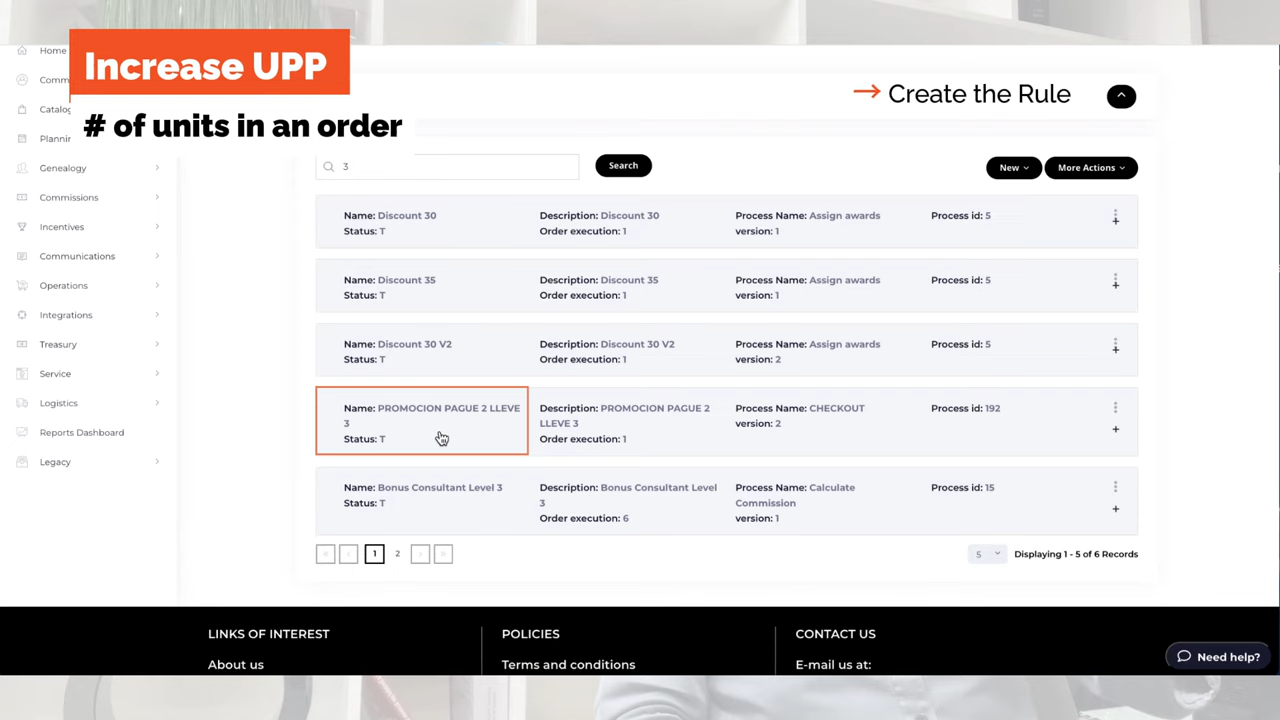 Increase UPP
# of units in an order
→ Create the Rule
Home
Comm
Catalog
Plannin
Genealogy
Commissions
Incentives
Communications
Operations
Integrations
Treasury
Service
Logistics
Reports Dashboard
Legacy
3
Search
New
More Actions
Name: Discount 30
Status: T
Description: Discount 30
Order execution: 1
Process Name: Assign awards
version: 1
Process id: 5
Name: Discount 35
Status: T
Description: Discount 35
Order execution: 1
Process Name: Assign awards
version: 1
Process id: 5
Name: Discount 30 V2
Status: T
Description: Discount 30 V2
Order execution: 1
Process Name: Assign awards
version: 2
Process id: 5
Name: PROMOCION PAGUE 2 LLEVE
3
Status: T
Description: PROMOCION PAGUE 2
LLEVE 3
Order execution: 1
Process Name: CHECKOUT
version: 2
Process id: 192
Name: Bonus Consultant Level 3
Status: T
Description: Bonus Consultant Level
3
Order execution: 6
Process Name: Calculate
Commission
version: 1
Process id: 15
« ‹ 1 2 › »
5
Displaying 1 - 5 of 6 Records
LINKS OF INTEREST
About us
POLICIES
Terms and conditions
CONTACT US
E-mail us at:
Need help?